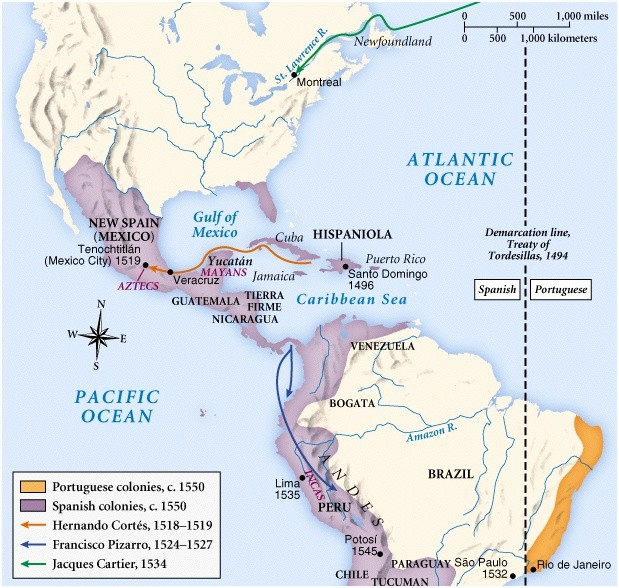 0 500 1,000 miles
0 500 1,000 kilometers
Newfoundland
St. Lawrence R.
Montreal
ATLANTIC
OCEAN
NEW SPAIN
(MEXICO)
Tenochtitlán
(Mexico City) 1519
AZTECS
Veracruz
Gulf of
Mexico
Yucatán
MAYANS
Cuba
HISPANIOLA
Jamaica
Puerto Rico
Santo Domingo
1496
GUATEMALA
TIERRA
FIRME
NICARAGUA
Caribbean Sea
Demarcation line,
Treaty of
Tordesillas, 1494
Spanish
Portuguese
N
W E
S
PACIFIC
OCEAN
VENEZUELA
BOGATA
Amazon R.
BRAZIL
ANDES
INCAS
Lima
1535
PERU
Potosí
1545
PARAGUAY
São Paulo
1532
Rio de Janeiro
CHILE
TUCUMAN
Portuguese colonies, c. 1550
Spanish colonies, c. 1550
Hernando Cortés, 1518–1519
Francisco Pizarro, 1524–1527
Jacques Cartier, 1534